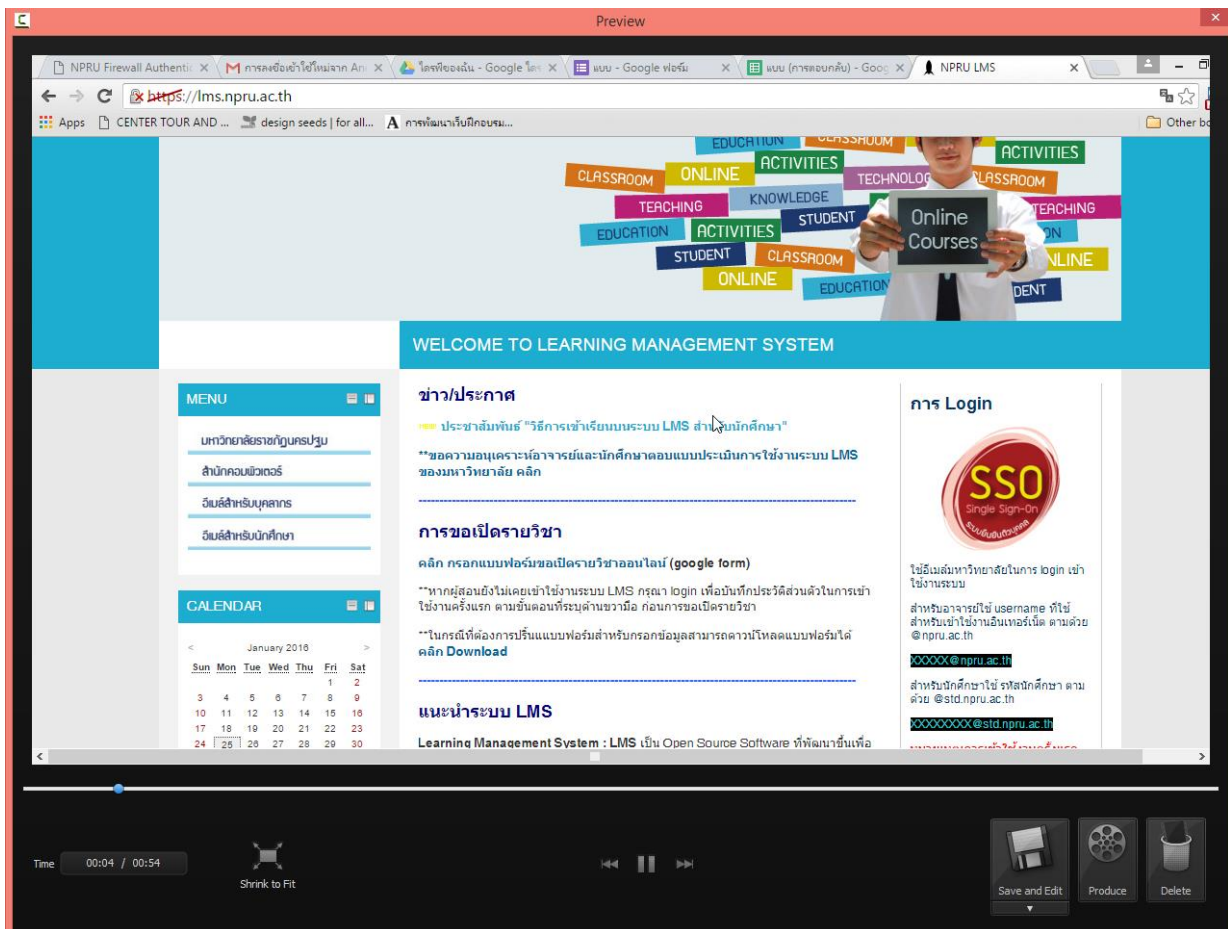 Preview
NPRU Firewall Authentic
การลงชื่อเข้าใช้ใหม่จาก
ไดรฟ์ของฉัน - Google
แบบ - Google ฟอร์ม
แบบ (การตอบกลับ) - Goog
NPRU LMS
https://lms.npru.ac.th
Apps
CENTER TOUR AND ...
design seeds | for all...
A การพัฒนาเว็บฝึกอบรม...
Other bo
EDUCATION CLASSROOM
CLASSROOM ONLINE ACTIVITIES TECHNOLOG CLASSROOM ACTIVITIES
TEACHING KNOWLEDGE TEACHING
EDUCATION ACTIVITIES STUDENT
Online
Courses
STUDENT CLASSROOM
ONLINE EDUCATION
WELCOME TO LEARNING MANAGEMENT SYSTEM
MENU
มหาวิทยาลัยราชภัฏนครปฐม
สำนักคอมพิวเตอร์
อีเมล์สำหรับบุคลากร
อีเมล์สำหรับนักศึกษา
CALENDAR
< January 2016 >
Sun Mon Tue Wed Thu Fri Sat
1 2
3 4 5 6 7 8 9
10 11 12 13 14 15 16
17 18 19 20 21 22 23
24 25 26 27 28 29 30
ข่าว/ประกาศ
ประชาสัมพันธ์ "วิธีการเข้าเรียนบนระบบ LMS สำหรับนักศึกษา"
**ขอความอนุเคราะห์อาจารย์และนักศึกษาตอบแบบประเมินการใช้งานระบบ LMS
ของมหาวิทยาลัย คลิก
การขอเปิดรายวิชา
คลิก กรอกแบบฟอร์มขอเปิดรายวิชาออนไลน์ (google form)
**หากผู้สอนยังไม่เคยเข้าใช้งานระบบ LMS กรุณา login เพื่อบันทึกประวัติส่วนตัวในการเข้า
ใช้งานครั้งแรก ตามขั้นตอนที่ระบุด้านขวามือ ก่อนการขอเปิดรายวิชา
**ในกรณีที่ต้องการปริ้นแบบฟอร์มสำหรับกรอกข้อมูลสามารถดาวน์โหลดแบบฟอร์มได้
คลิก Download
แนะนำระบบ LMS
Learning Management System : LMS เป็น Open Source Software ที่พัฒนาขึ้นเพื่อ
การ Login
SSO
Single Sign-On
ระบบยืนยันตัวบุคคล
ใช้อีเมล์มหาวิทยาลัยในการ login เข้า
ใช้งานระบบ
สำหรับอาจารย์ใช้ username ที่ใช้
สำหรับเข้าใช้งานอินเทอร์เน็ต ตามด้วย
@npru.ac.th
XXXXX@npru.ac.th
สำหรับนักศึกษาใช้ รหัสนักศึกษา ตาม
ด้วย @std.npru.ac.th
XXXXXXXX@std.npru.ac.th
Time 00:04 / 00:54
Shrink to Fit
Save and Edit
Produce
Delete